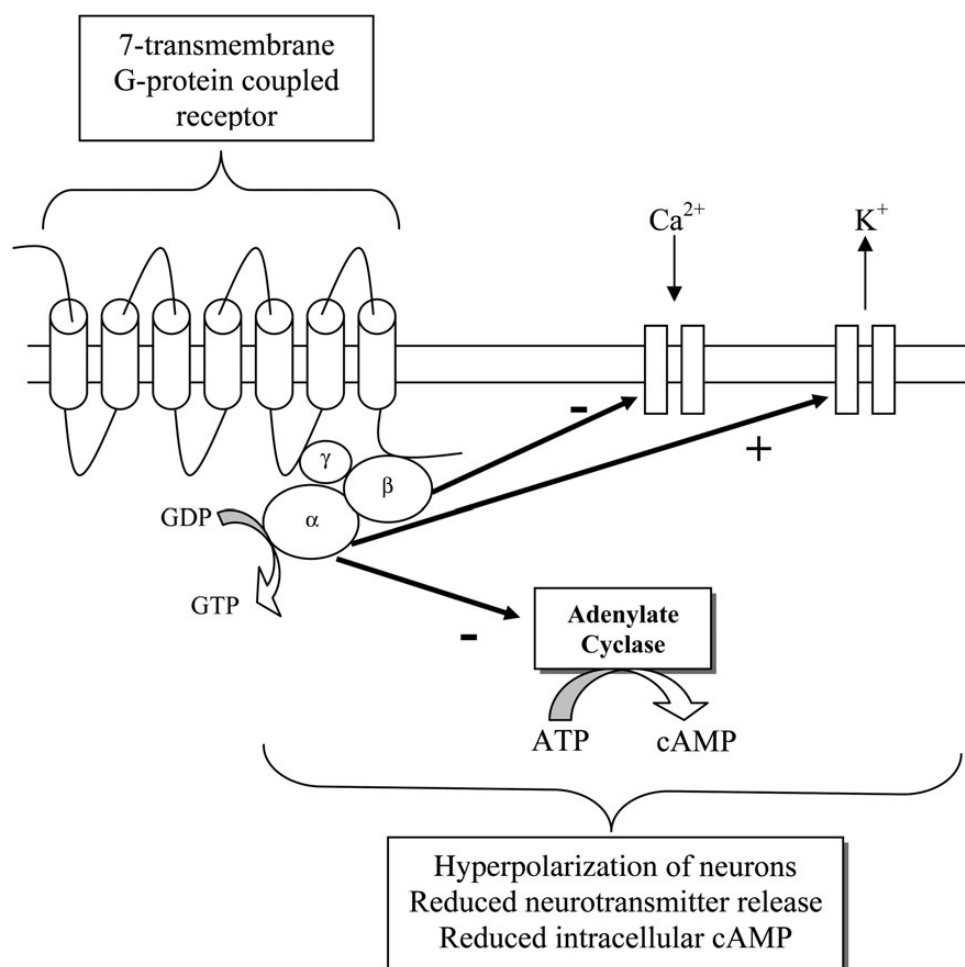 7-transmembrane
G-protein coupled
receptor
Ca²⁺
K⁺
-
+
γ
β
α
GDP
GTP
-
Adenylate
Cyclase
ATP
cAMP
Hyperpolarization of neurons
Reduced neurotransmitter release
Reduced intracellular cAMP